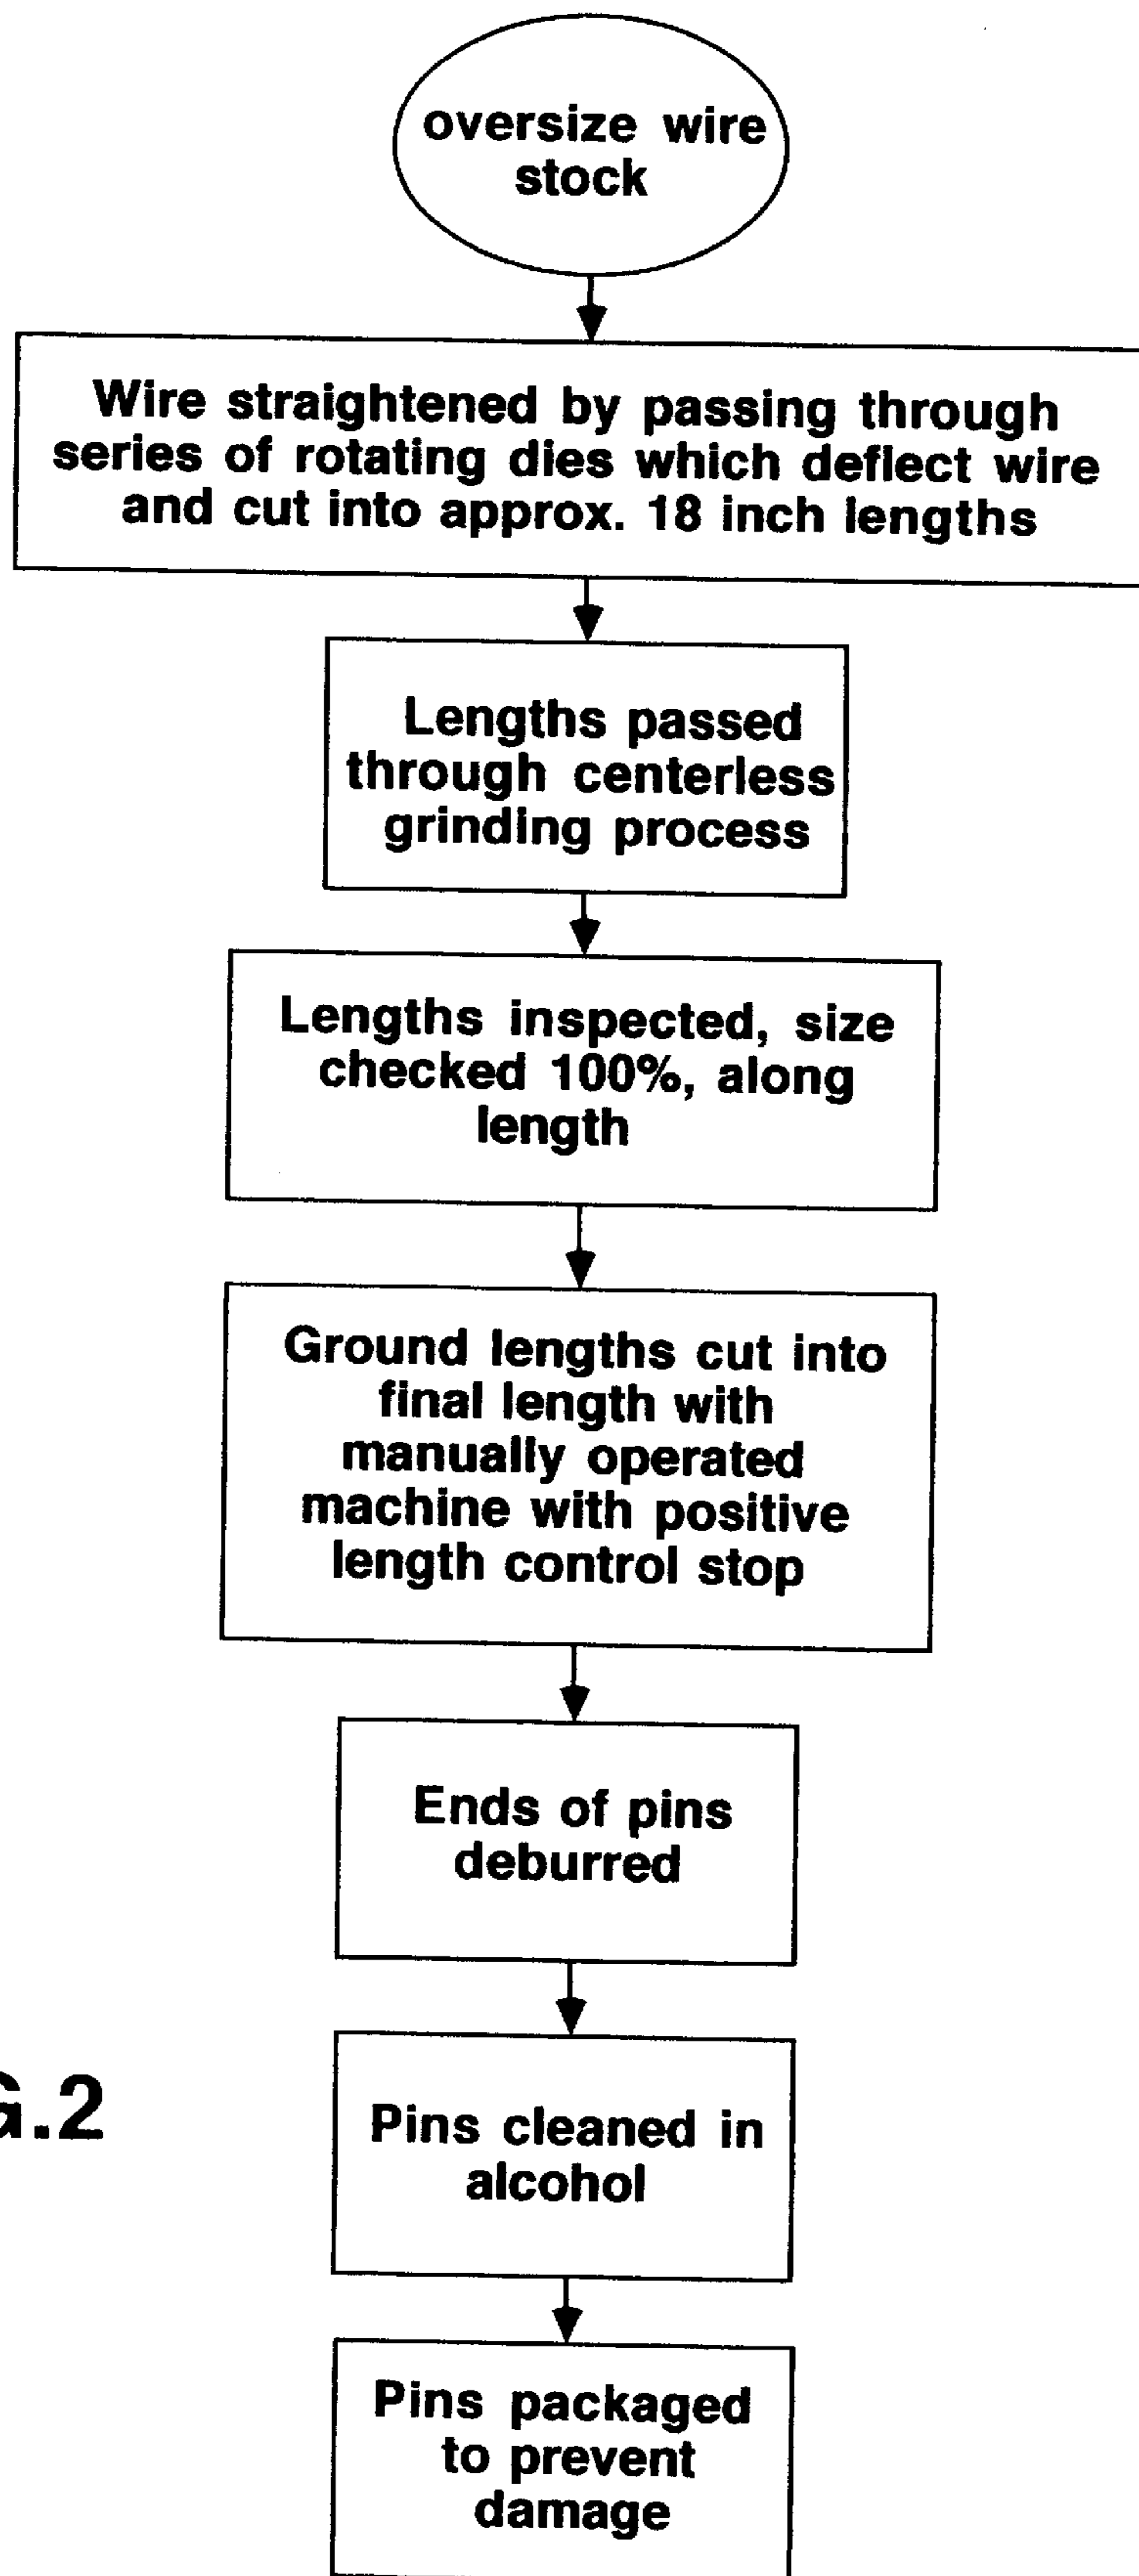 oversize wire
stock
Wire straightened by passing through
series of rotating dies which deflect wire
and cut into approx. 18 inch lengths
Lengths passed
through centerless
grinding process
Lengths inspected, size
checked 100%, along
length
Ground lengths cut into
final length with
manually operated
machine with positive
length control stop
Ends of pins
deburred
Pins cleaned in
alcohol
G.2
Pins packaged
to prevent
damage